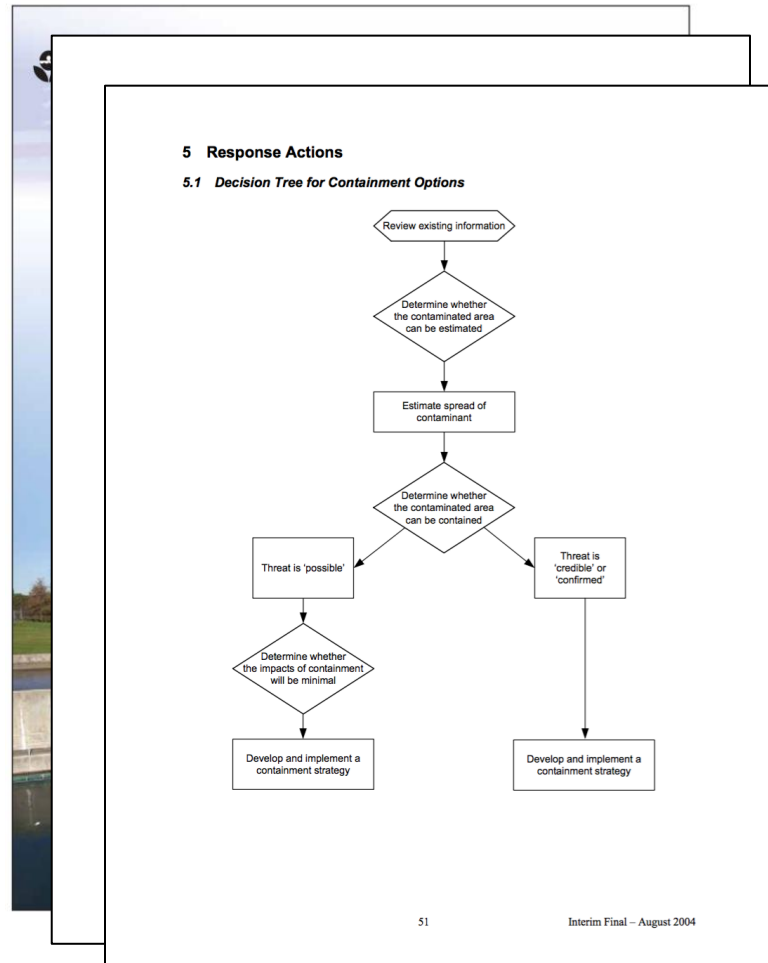 5 Response Actions
5.1 Decision Tree for Containment Options
Review existing information
Determine whether
the contaminated area
can be estimated
Estimate spread of
contaminant
Determine whether
the contaminated area
can be contained
Threat is 'possible'
Threat is
'credible' or
'confirmed'
Determine whether
the impacts of containment
will be minimal
Develop and implement a
containment strategy
Develop and implement a
containment strategy
51 Interim Final – August 2004